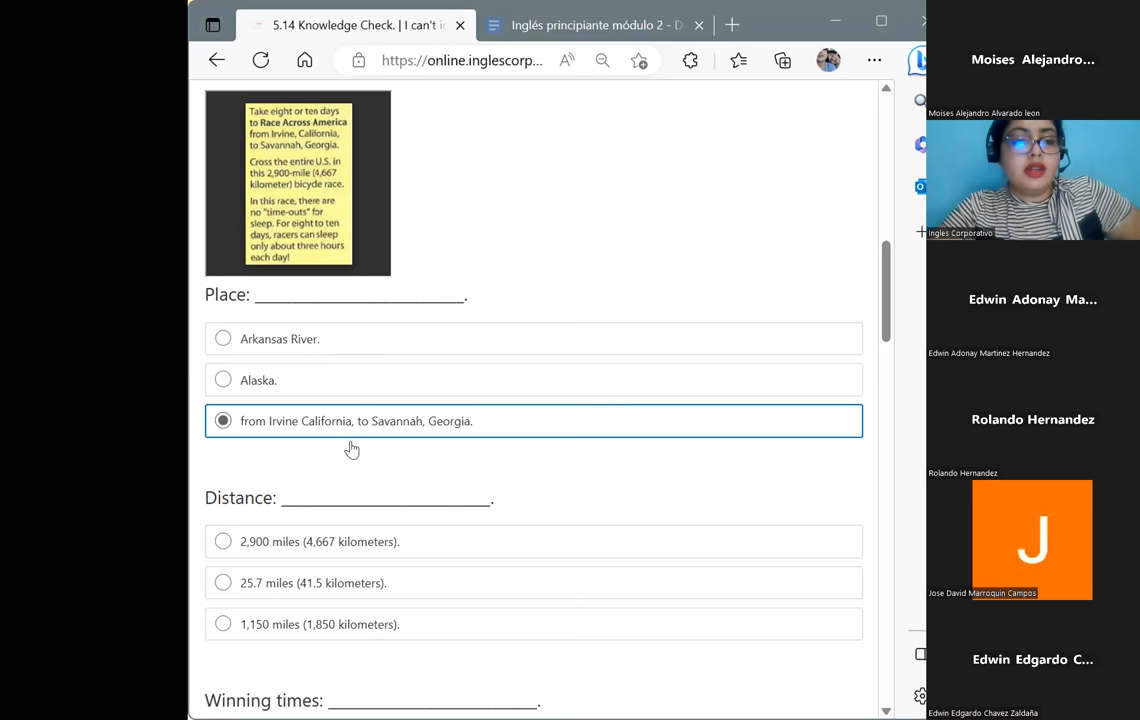 5.14 Knowledge Check. | I can't i
Inglés principiante módulo 2 - D
https://online.inglescorp...
Take eight or ten days
to Race Across America
from Irvine, California,
to Savannah, Georgia.
Cross the entire U.S. in
this 2,900-mile (4,667
kilometer) bicycle race.
In this race, there are
no "time-outs" for
sleep. For eight to ten
days, racers can sleep
only about three hours
each day!
Place: ___________________________.
Arkansas River.
Alaska.
from Irvine California, to Savannah, Georgia.
Distance: ___________________________.
2,900 miles (4,667 kilometers).
25.7 miles (41.5 kilometers).
1,150 miles (1,850 kilometers).
Winning times: ___________________________.
Moises Alejandro...
Moises Alejandro Alvarado leon
Ingles Corporativo
Edwin Adonay Ma...
Edwin Adonay Martinez Hernandez
Rolando Hernandez
Rolando Hernandez
J
Jose David Marroquin Campos
Edwin Edgardo C...
Edwin Edgardo Chavez Zaldaña